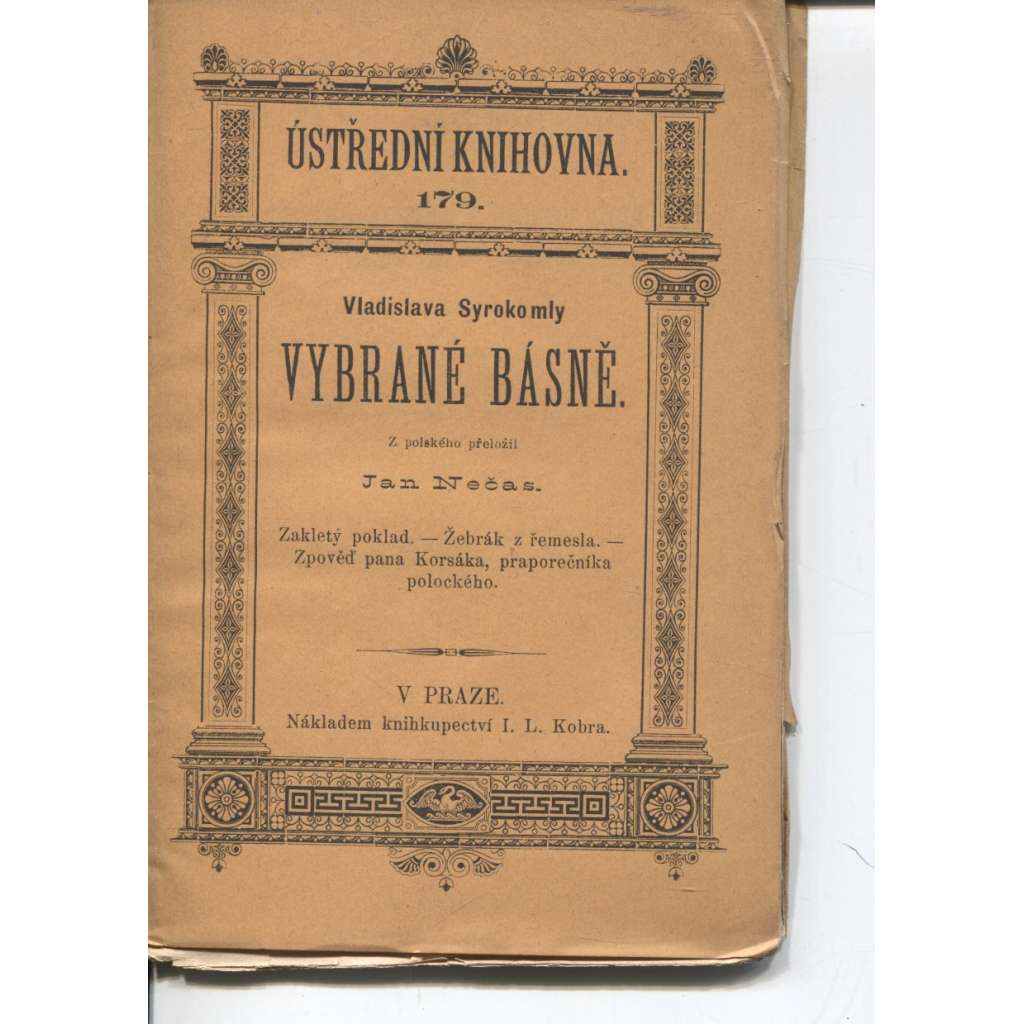 ÚSTŘEDNÍ KNIHOVNA.
179.
Vladislava Syrokomly
VYBRANÉ BÁSNĚ.
Z polského přeložil
Jan Nečas.
Zakletý poklad. — Žebrák z řemesla. —
Zpověď pana Korsáka, praporečníka
polockého.
V PRAZE.
Nákladem knihkupectví I. L. Kobra.